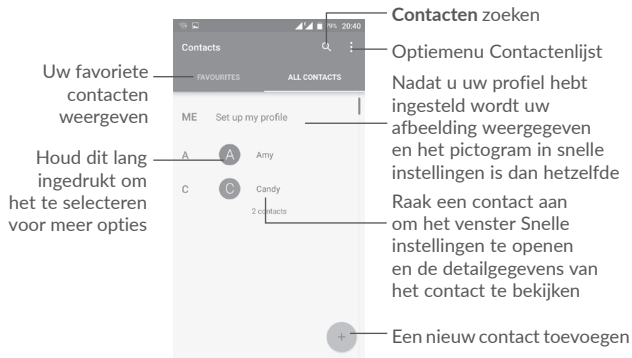 Contacten zoeken
79% 20:40
Contacts
Optiemenu Contactenlijst
FAVOURITES
ALL CONTACTS
Uw favoriete
contacten
weergeven
Nadat u uw profiel hebt
ingesteld wordt uw
afbeelding weergegeven
en het pictogram in snelle
instellingen is dan hetzelfde
ME Set up my profile
Houd dit lang
ingedrukt om
het te selecteren
voor meer opties
A A Amy
C C Candy
2 contacts
Raak een contact aan
om het venster Snelle
instellingen te openen
en de detailgegevens van
het contact te bekijken
+
Een nieuw contact toevoegen